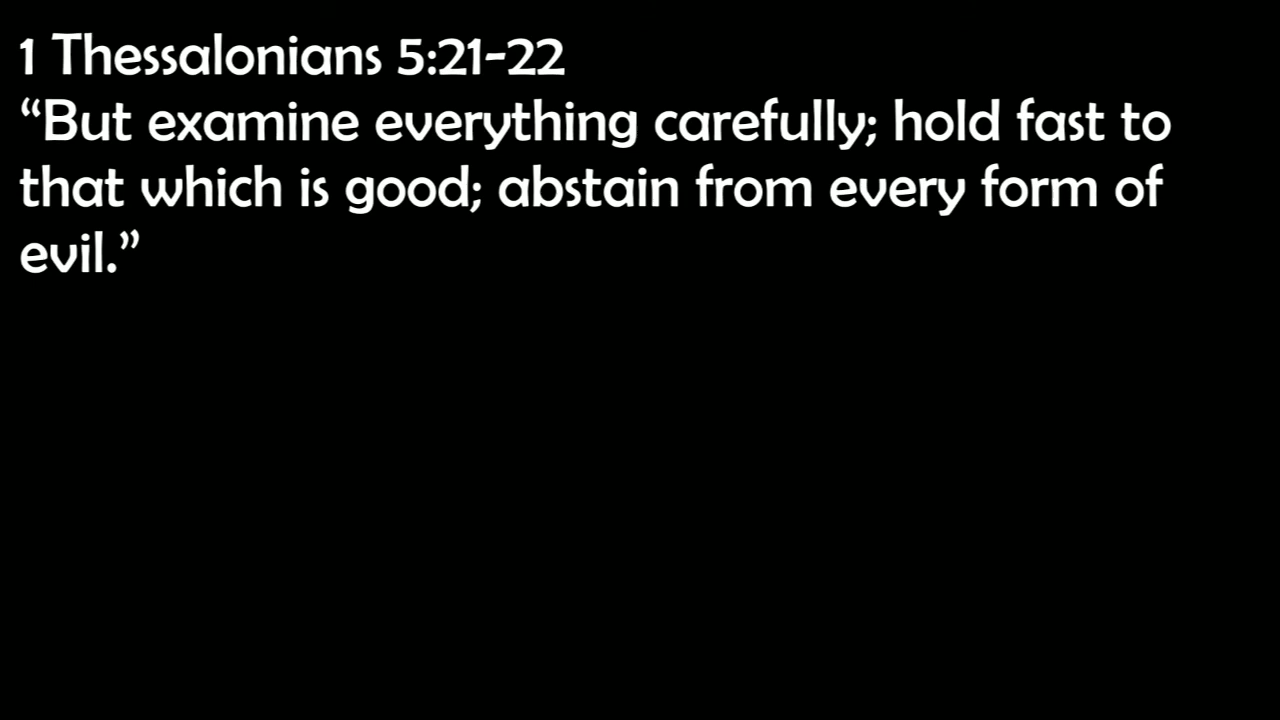 1 Thessalonians 5:21-22
“But examine everything carefully; hold fast to
that which is good; abstain from every form of
evil.”